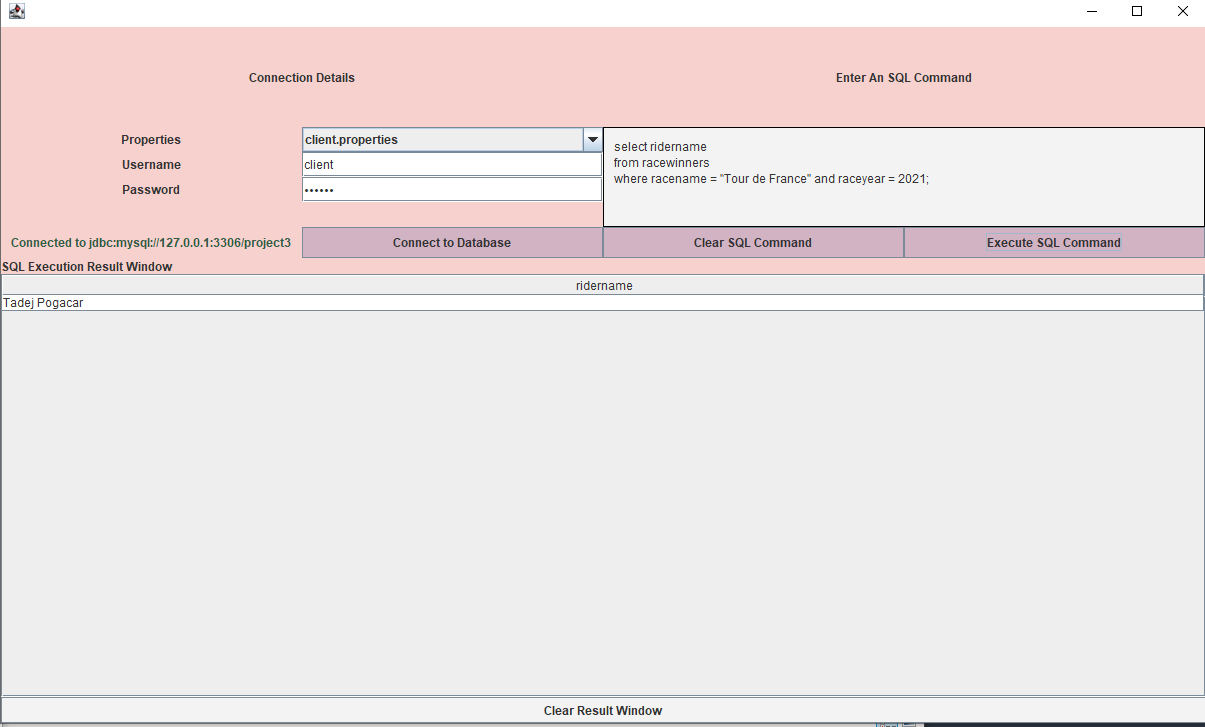 Connection Details
Enter An SQL Command
Properties
client.properties
Username
client
Password
••••••
select ridername
from racewinners
where racename = "Tour de France" and raceyear = 2021;
Connected to jdbc:mysql://127.0.0.1:3306/project3
Connect to Database
Clear SQL Command
Execute SQL Command
SQL Execution Result Window
ridername
Tadej Pogacar
Clear Result Window